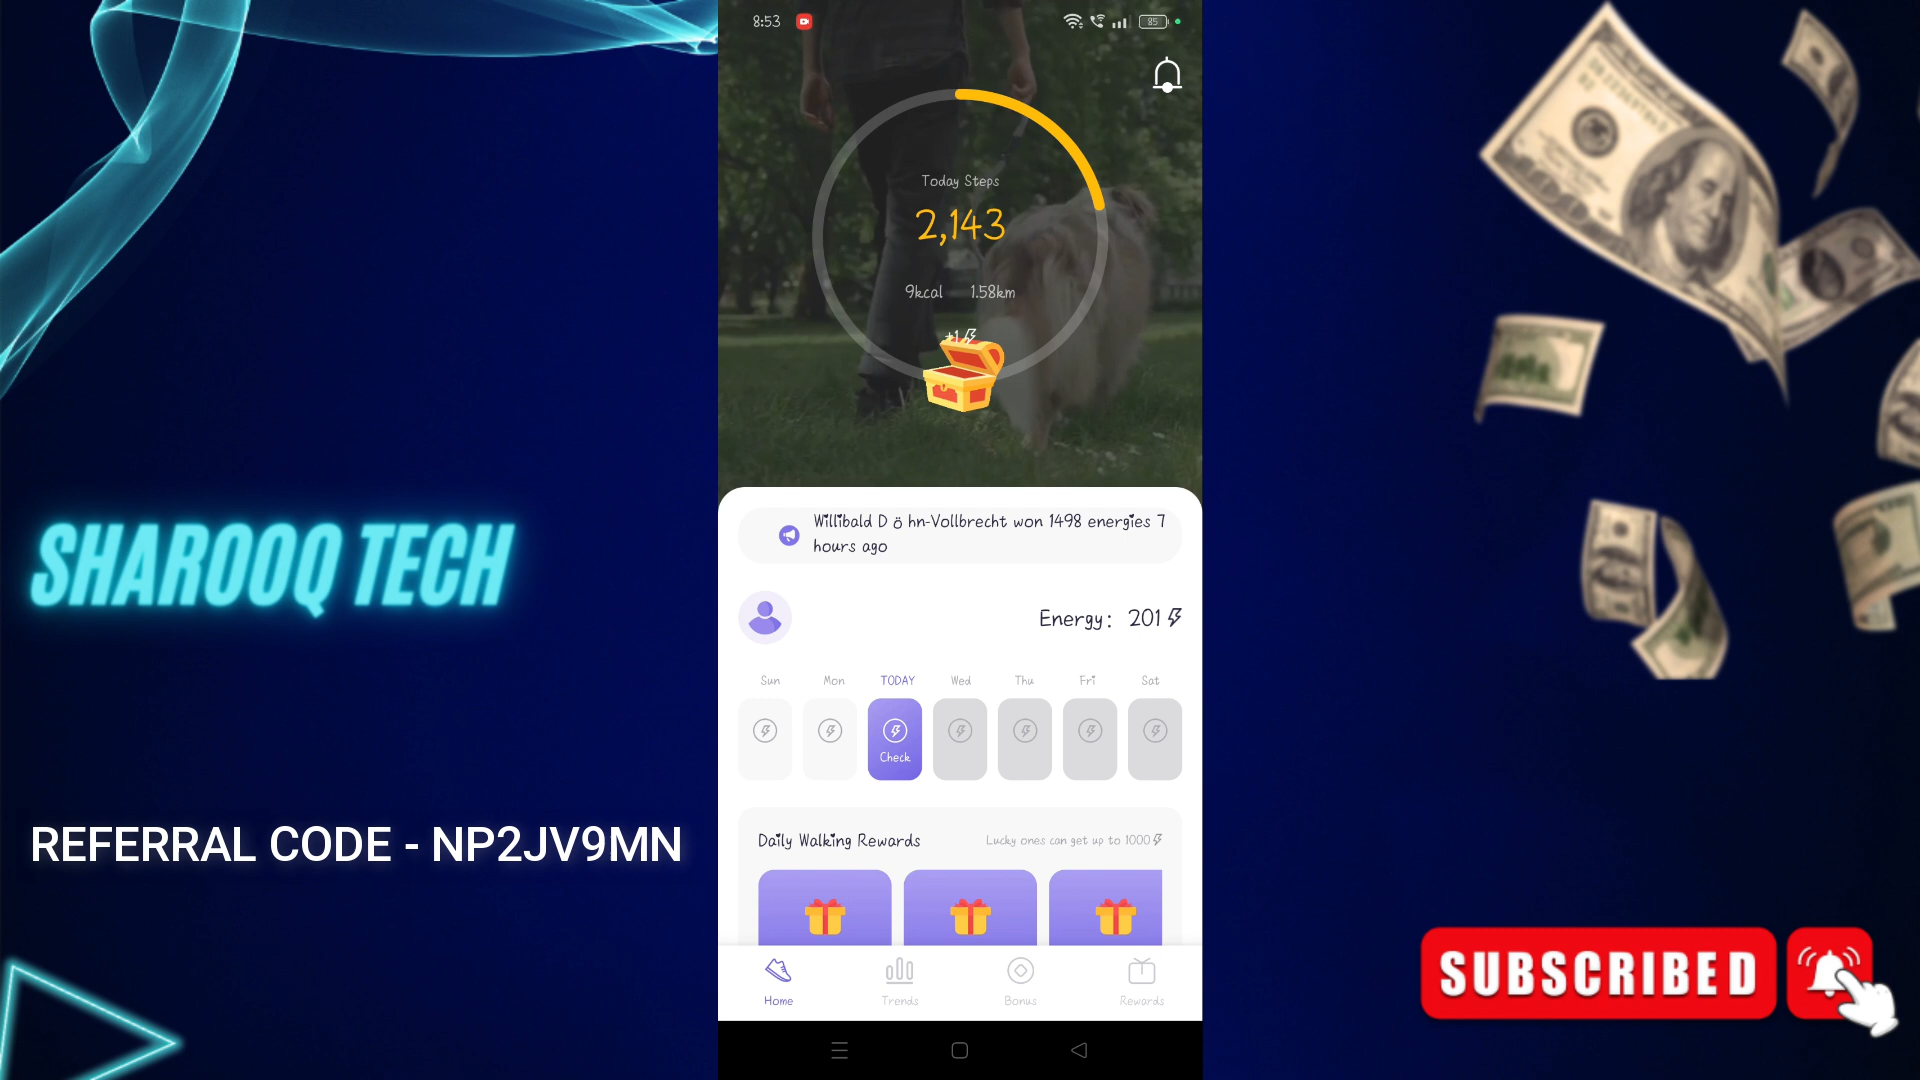 8:53
85
Today Steps
2,143
9kcal 1.58km
+1
Willibald D ö hn-Vollbrecht won 1498 energies 7
hours ago
Energy: 201
Sun Mon TODAY Wed Thu Fri Sat
Check
Daily Walking Rewards Lucky ones can get up to 1000
Home Trends Bonus Rewards
SHAROOQ TECH
REFERRAL CODE - NP2JV9MN
SUBSCRIBED